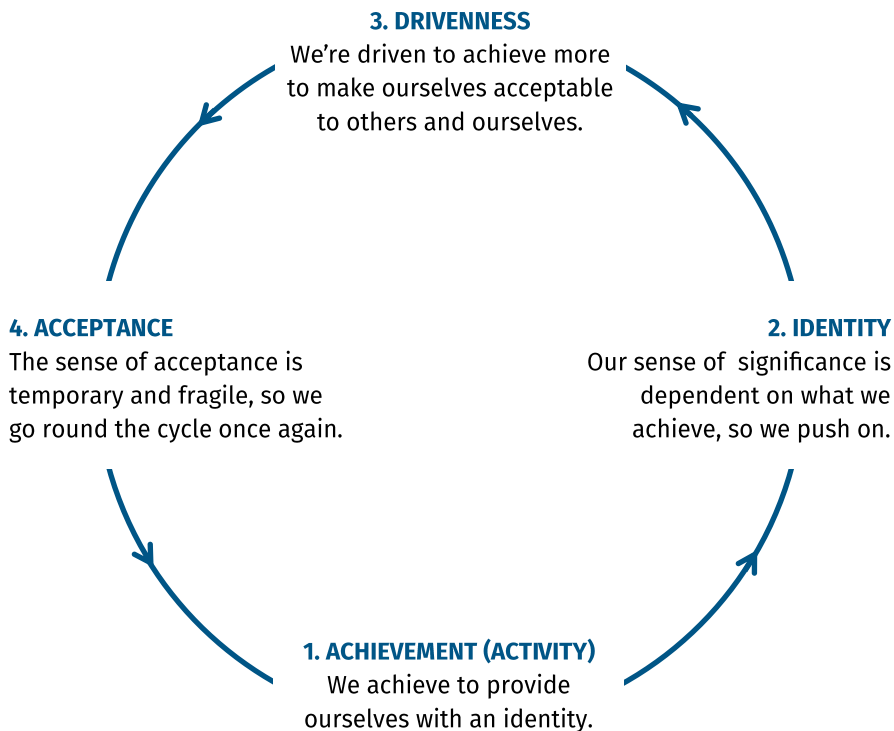 3. DRIVENNESS
We’re driven to achieve more
to make ourselves acceptable
to others and ourselves.
4. ACCEPTANCE
The sense of acceptance is
temporary and fragile, so we
go round the cycle once again.
2. IDENTITY
Our sense of  significance is
dependent on what we
achieve, so we push on.
1. ACHIEVEMENT (ACTIVITY)
We achieve to provide
ourselves with an identity.